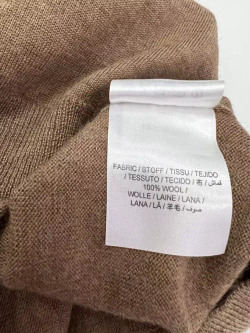 FABRIC / STOFF / TISSU / TEJIDO
/ TESSUTO / TECIDO / 布 / قماش
100% WOOL /
WOLLE / LAINE / LANA /
LANA / LÃ / 羊毛 / صوف